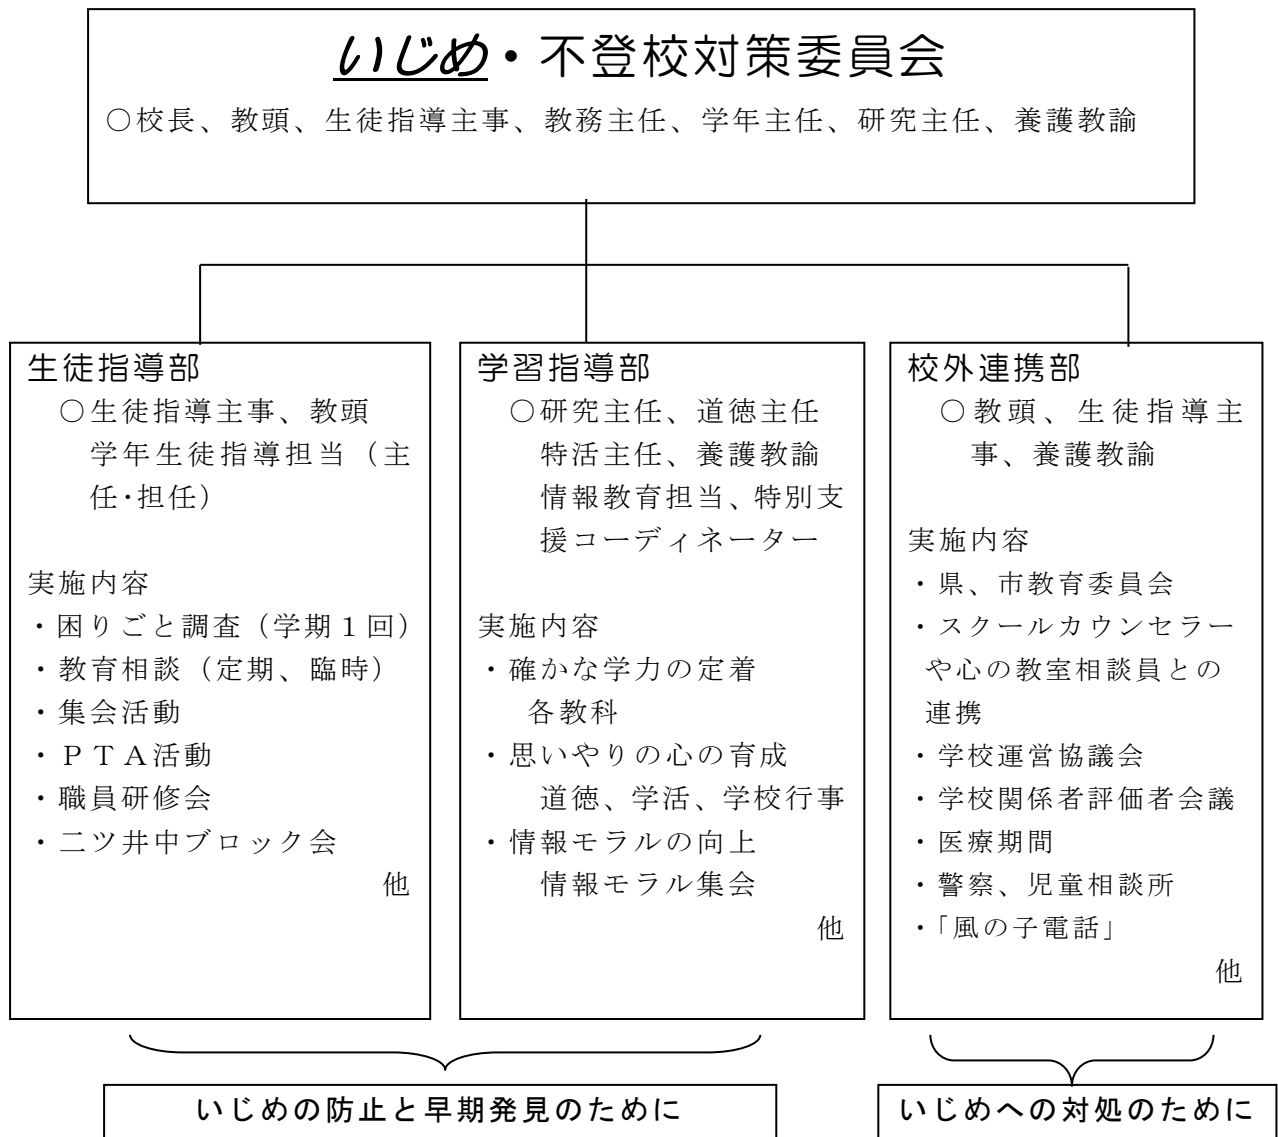 いじめ・不登校対策委員会
○校長、教頭、生徒指導主事、教務主任、学年主任、研究主任、養護教諭
生徒指導部
○生徒指導主事、教頭
学年生徒指導担当（主
任・担任）
実施内容
・困りごと調査（学期１回）
・教育相談（定期、臨時）
・集会活動
・ＰＴＡ活動
・職員研修会
・二ツ井中ブロック会
他
学習指導部
○研究主任、道徳主任
特活主任、養護教諭
情報教育担当、特別支
援コーディネーター
実施内容
・確かな学力の定着
各教科
・思いやりの心の育成
道徳、学活、学校行事
・情報モラルの向上
情報モラル集会
他
校外連携部
○教頭、生徒指導主
事、養護教諭
実施内容
・県、市教育委員会
・スクールカウンセラー
や心の教室相談員との
連携
・学校運営協議会
・学校関係者評価者会議
・医療期間
・警察、児童相談所
・「風の子電話」
他
いじめの防止と早期発見のために
いじめへの対処のために